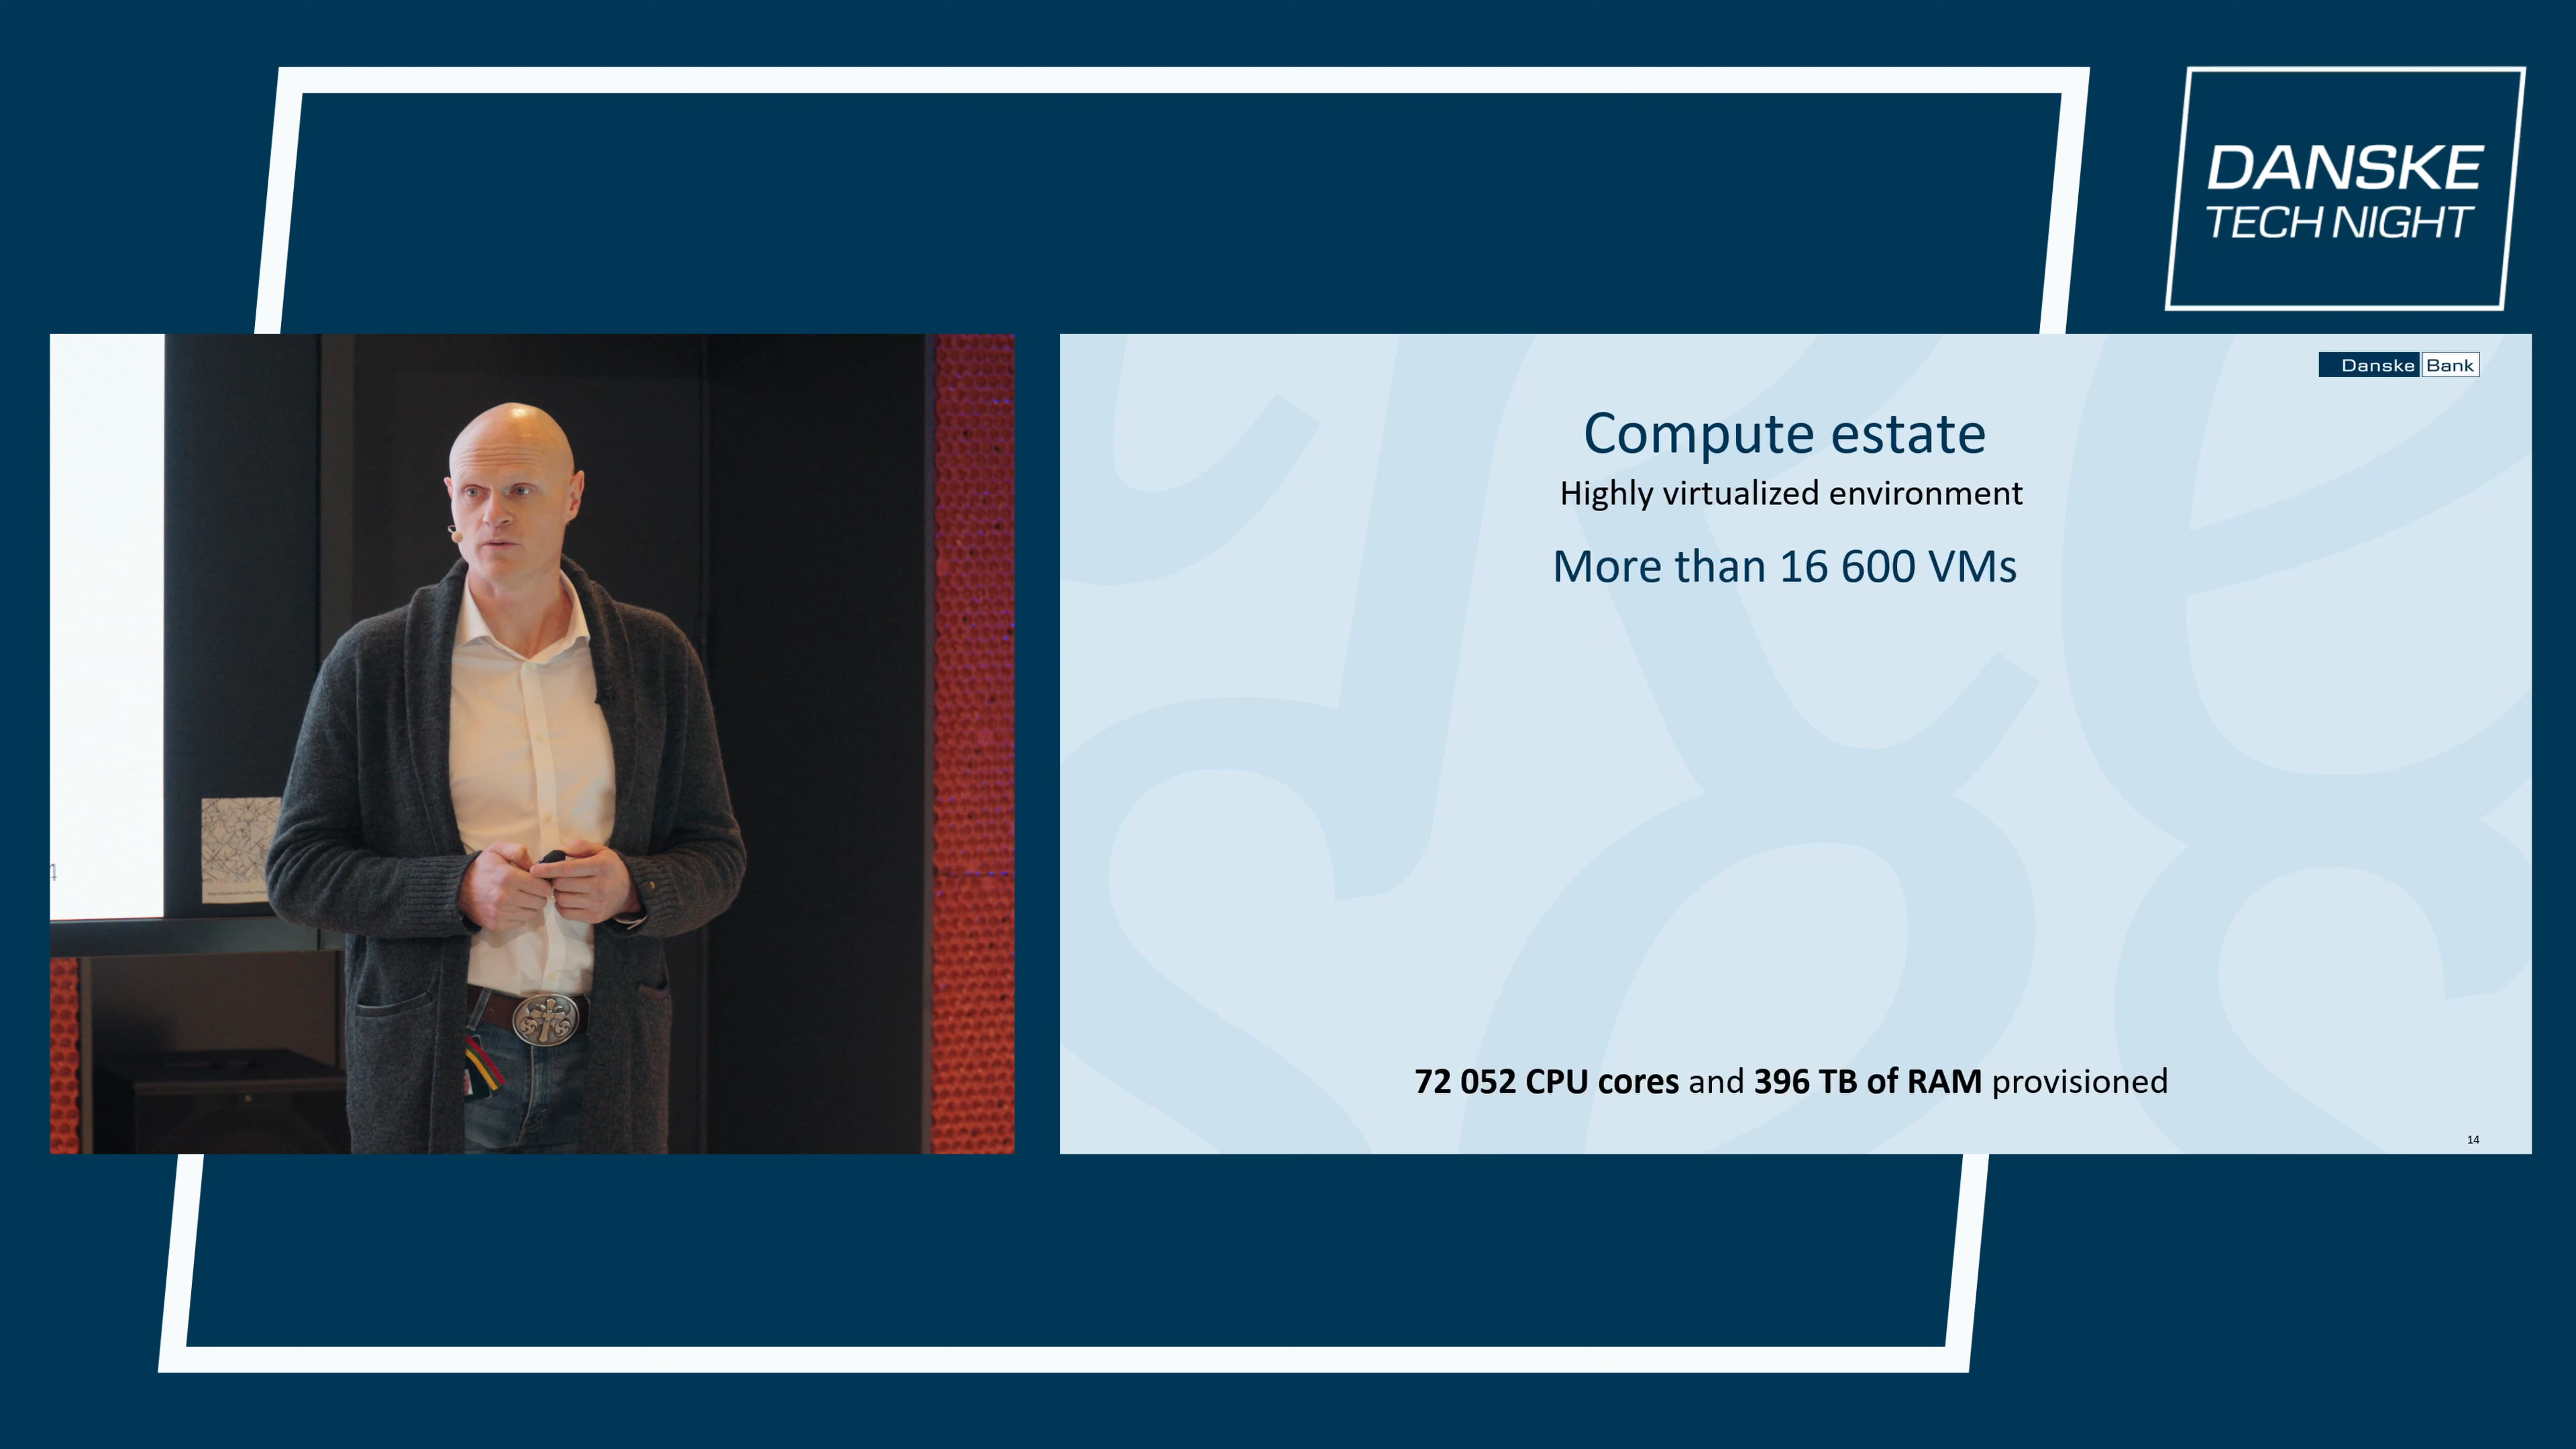 DANSKE
TECH NIGHT
Danske Bank
Compute estate
Highly virtualized environment
More than 16 600 VMs
72 052 CPU cores and 396 TB of RAM provisioned
14